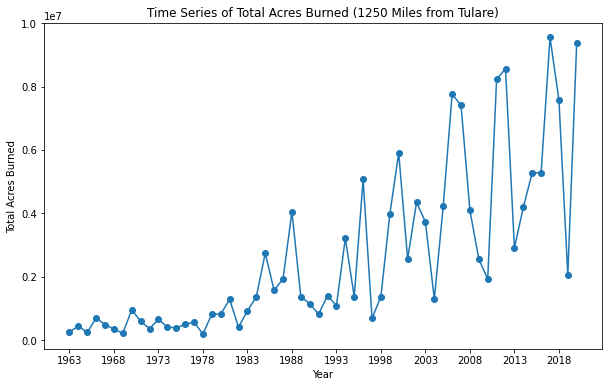 Time Series of Total Acres Burned (1250 Miles from Tulare)
1e7
1.0
0.8
0.6
0.4
0.2
0.0
Total Acres Burned
1963 1968 1973 1978 1983 1988 1993 1998 2003 2008 2013 2018
Year